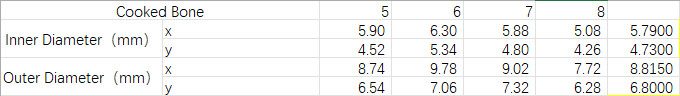 Cooked Bone 5 6 7 8
Inner Diameter（mm） x 5.90 6.30 5.88 5.08 5.7900
y 4.52 5.34 4.80 4.26 4.7300
Outer Diameter（mm） x 8.74 9.78 9.02 7.72 8.8150
y 6.54 7.06 7.32 6.28 6.8000